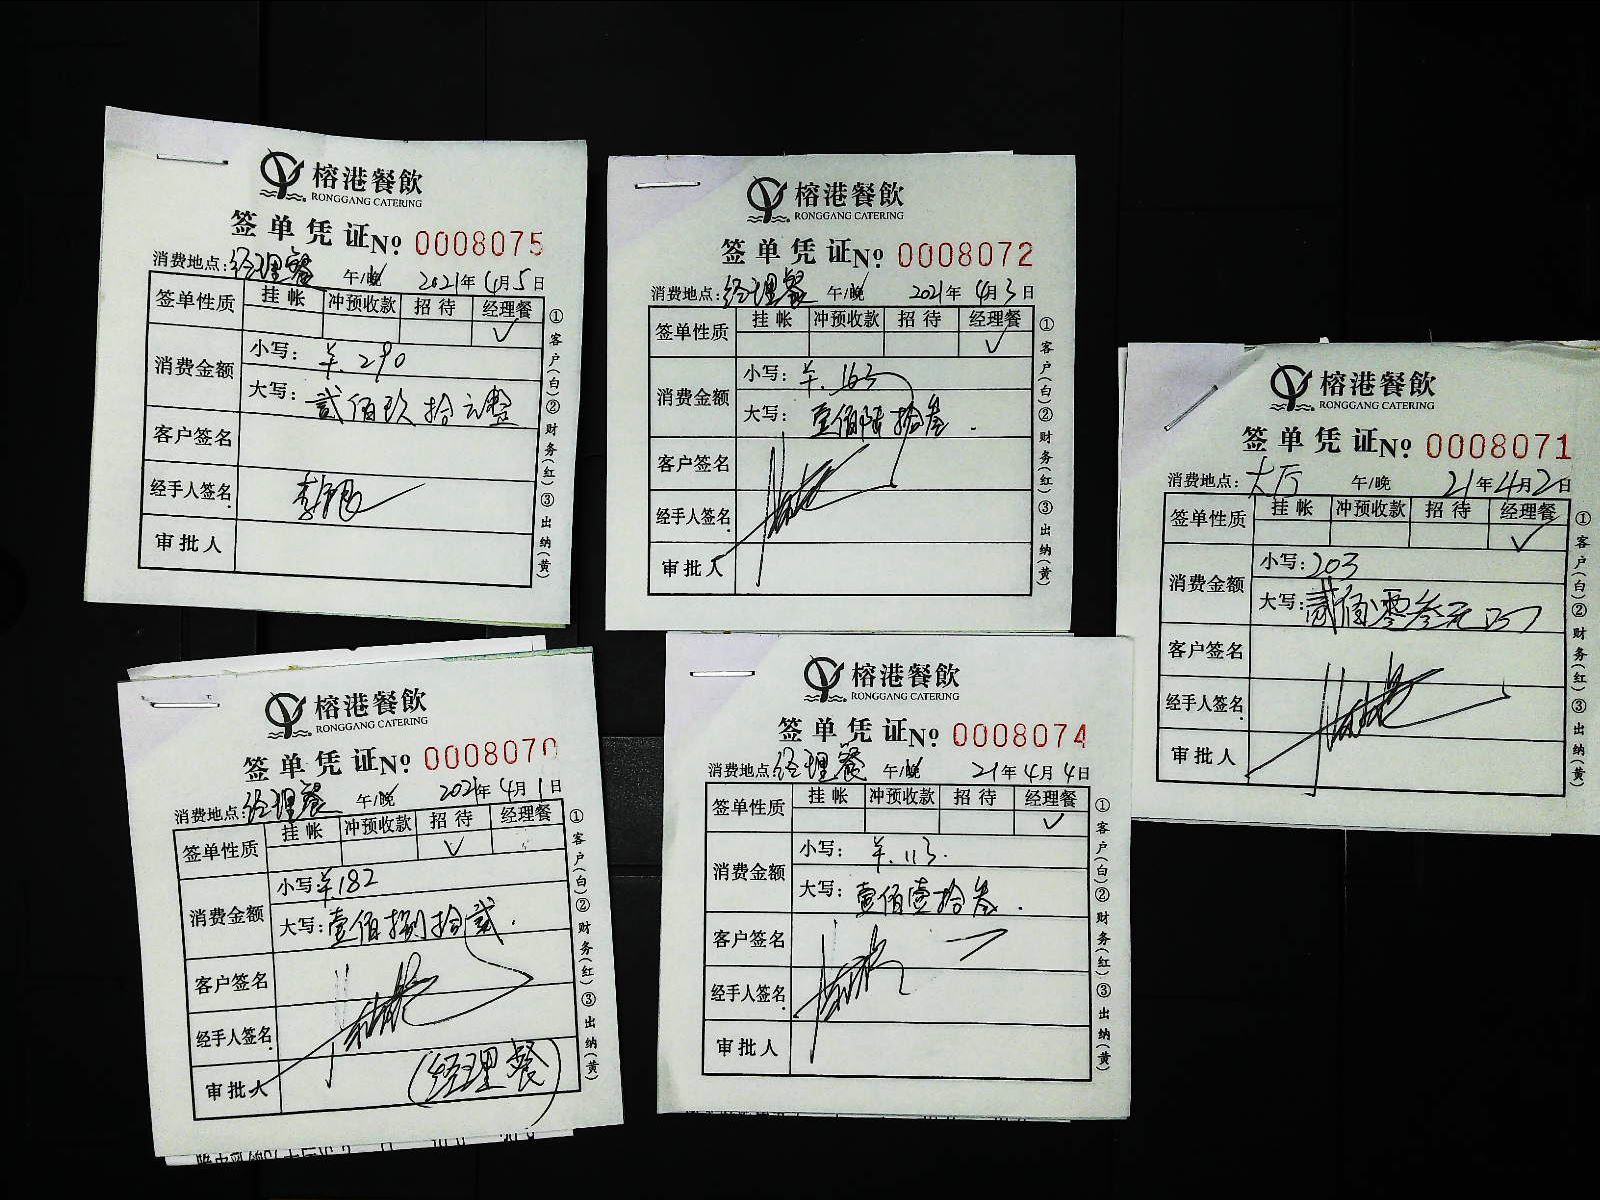 榕港餐飲
RONGGANG CATERING
签单凭证 No. 0008075
消费地点: 经理餐 午/晚 2021年4月5日
签单性质 挂帐 冲预收款 招待 经理餐
✓
消费金额 小写: ¥.290
大写: 贰佰玖拾元整
客户签名
经手人签名
审批人
①客户(白)②财务(红)③出纳(黄)
榕港餐飲
RONGGANG CATERING
签单凭证 No. 0008072
消费地点: 经理餐 午/晚 2021年4月3日
签单性质 挂帐 冲预收款 招待 经理餐
✓
消费金额 小写: ¥.163
大写: 壹佰陆拾叁.
客户签名
经手人签名
审批人
①客户(白)②财务(红)③出纳(黄)
榕港餐飲
RONGGANG CATERING
签单凭证 No. 0008071
消费地点: 大厅 午/晚 21年4月2日
签单性质 挂帐 冲预收款 招待 经理餐
✓
消费金额 小写: 203
大写: 贰佰零叁元
客户签名
经手人签名
审批人
①客户(白)②财务(红)③出纳(黄)
榕港餐飲
RONGGANG CATERING
签单凭证 No. 0008070
消费地点: 经理餐 午/晚 2021年4月1日
签单性质 挂帐 冲预收款 招待 经理餐
✓
消费金额 小写: ¥.182
大写: 壹佰捌拾贰.
客户签名
经手人签名
审批人 (经理餐)
①客户(白)②财务(红)③出纳(黄)
榕港餐飲
RONGGANG CATERING
签单凭证 No. 0008074
消费地点: 经理餐 午/晚 21年4月4日
签单性质 挂帐 冲预收款 招待 经理餐
✓
消费金额 小写: ¥.113.
大写: 壹佰壹拾叁.
客户签名
经手人签名
审批人
①客户(白)②财务(红)③出纳(黄)